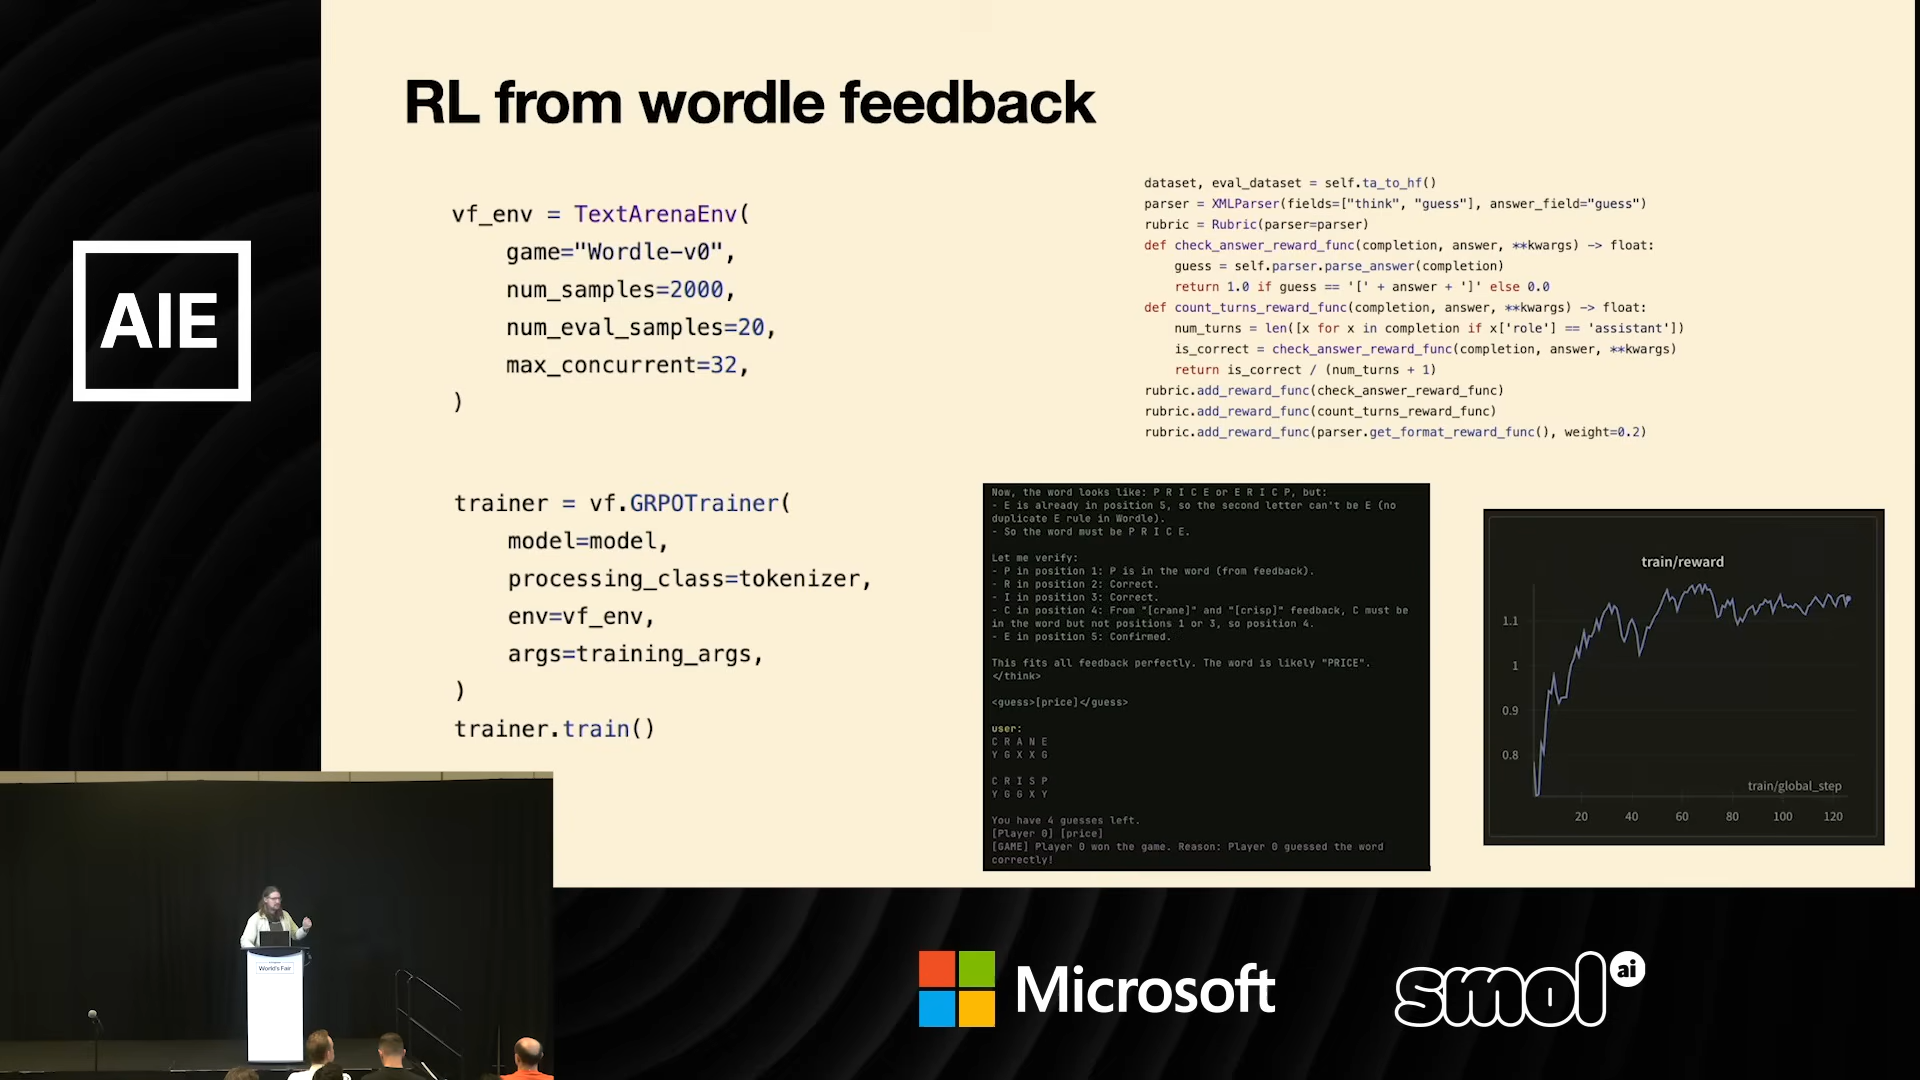 RL from wordle feedback
AIE
vf_env = TextArenaEnv(
game="Wordle-v0",
num_samples=2000,
num_eval_samples=20,
max_concurrent=32,
)
trainer = vf.GRPOTrainer(
model=model,
processing_class=tokenizer,
env=vf_env,
args=training_args,
)
trainer.train()
dataset, eval_dataset = self.ta_to_hf()
parser = XMLParser(fields=["think", "guess"], answer_field="guess")
rubric = Rubric(parser=parser)
def check_answer_reward_func(completion, answer, **kwargs) -> float:
guess = self.parser.parse_answer(completion)
return 1.0 if guess == '[' + answer + ']' else 0.0
def count_turns_reward_func(completion, answer, **kwargs) -> float:
num_turns = len([x for x in completion if x['role'] == 'assistant'])
is_correct = check_answer_reward_func(completion, answer, **kwargs)
return is_correct / (num_turns + 1)
rubric.add_reward_func(check_answer_reward_func)
rubric.add_reward_func(count_turns_reward_func)
rubric.add_reward_func(parser.get_format_reward_func(), weight=0.2)
Now, the word looks like: P R I C E or E R I C P, but:
- E is already in position 5, so the second letter can't be E (no
duplicate E rule in Wordle).
- So the word must be P R I C E.
Let me verify:
- P in position 1: P is in the word (from feedback).
- R in position 2: Correct.
- I in position 3: Correct.
- C in position 4: From "[crane]" and "[crisp]" feedback, C must be
in the word but not positions 1 or 3, so position 4.
- E in position 5: Confirmed.
This fits all feedback perfectly. The word is likely "PRICE".
</think>
<guess>[price]</guess>
user:
C R A N E
Y G X X G
C R I S P
Y G G X Y
You have 4 guesses left.
[Player 0] [price]
[GAME] Player 0 won the game. Reason: Player 0 guessed the word
correctly!
train/reward
1.1
1
0.9
0.8
train/global_step
20 40 60 80 100 120
World's Fair
Microsoft
smol ai